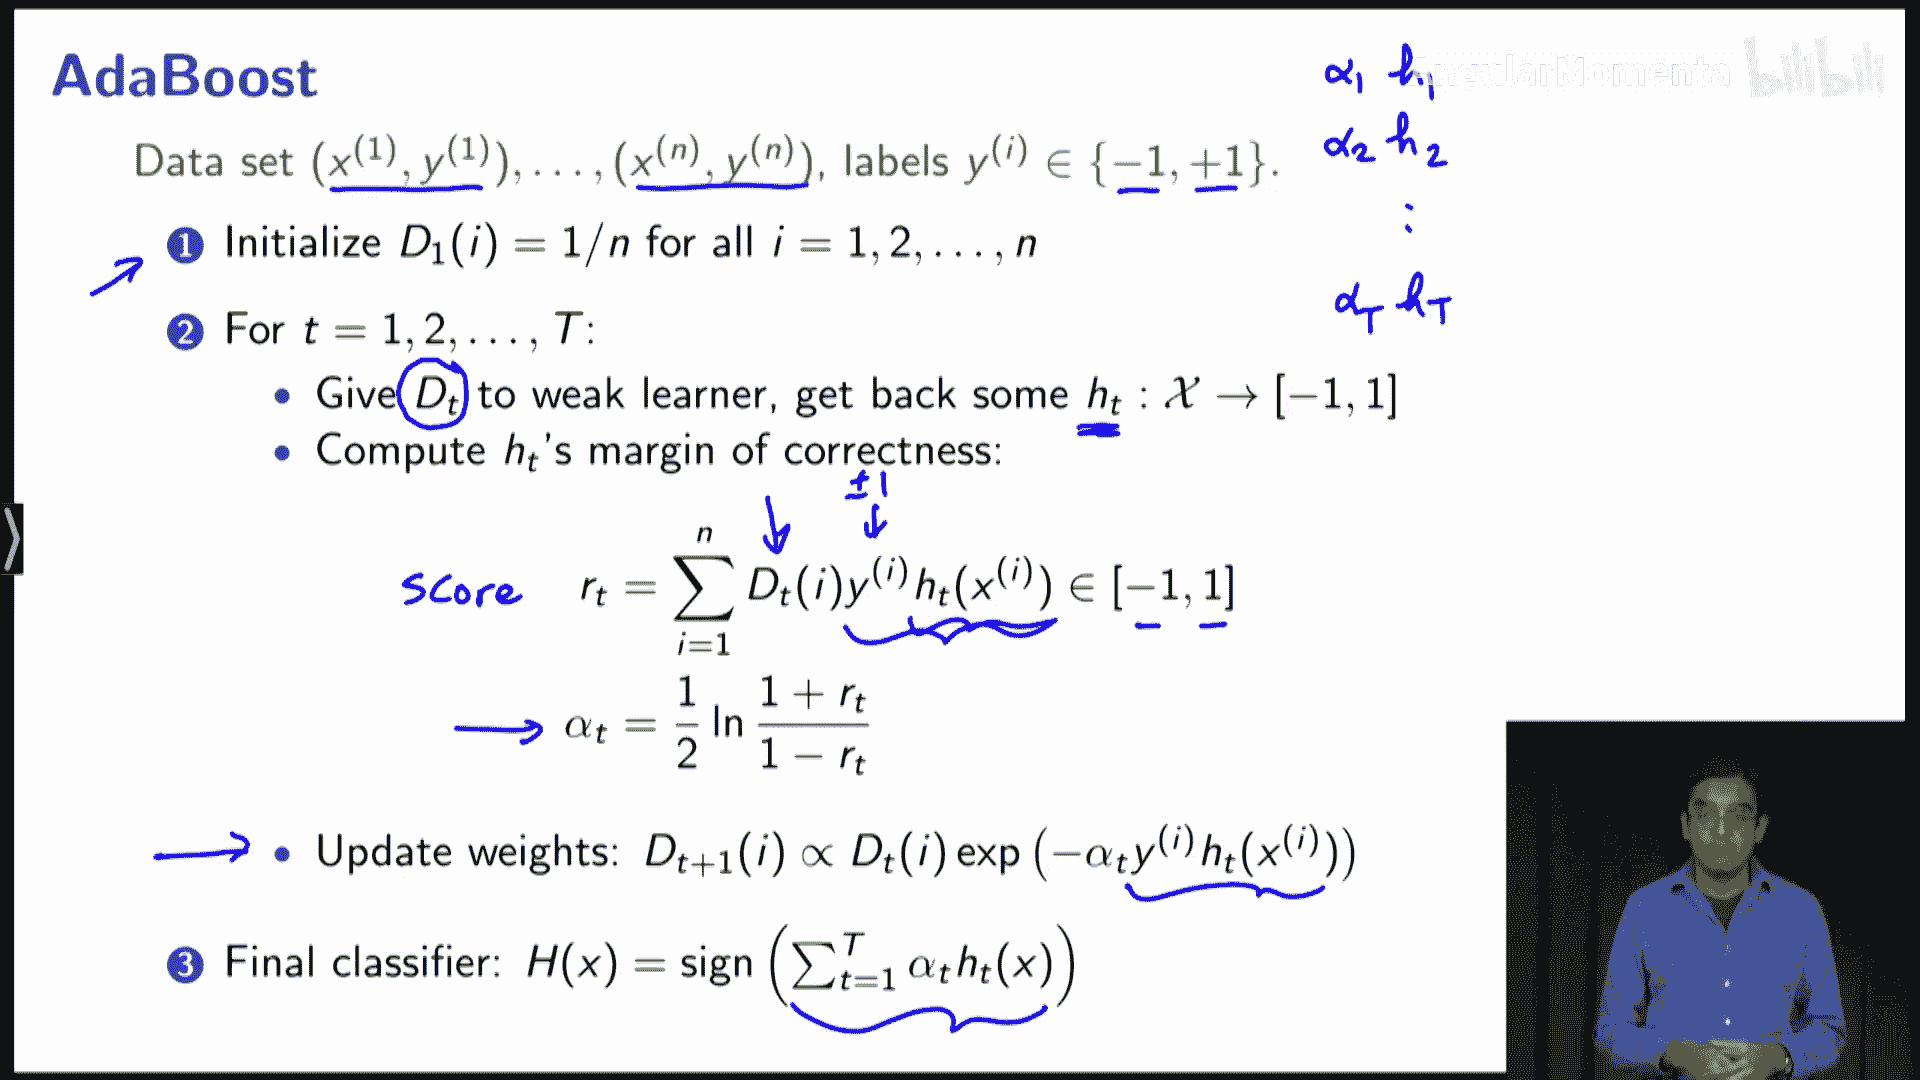 AdaBoost
AngularMomenta bilibili
α₁ h₁
α₂ h₂
⋮
α_T h_T
Data set (x⁽¹⁾, y⁽¹⁾), . . . , (x⁽ⁿ⁾, y⁽ⁿ⁾), labels y⁽ⁱ⁾ ∈ {−1, +1}.
1 Initialize D₁(i) = 1/n for all i = 1, 2, . . . , n
2 For t = 1, 2, . . . , T:
• Give D_t to weak learner, get back some h_t : 𝒳 → [−1, 1]
• Compute h_t's margin of correctness:
±1
score r_t = ∑_{i=1}^{n} D_t(i)y⁽ⁱ⁾h_t(x⁽ⁱ⁾) ∈ [−1, 1]
→ α_t = 1/2 ln (1 + r_t)/(1 − r_t)
→ • Update weights: D_{t+1}(i) ∝ D_t(i) exp (−α_t y⁽ⁱ⁾h_t(x⁽ⁱ⁾))
3 Final classifier: H(x) = sign (∑_{t=1}^{T} α_t h_t(x))